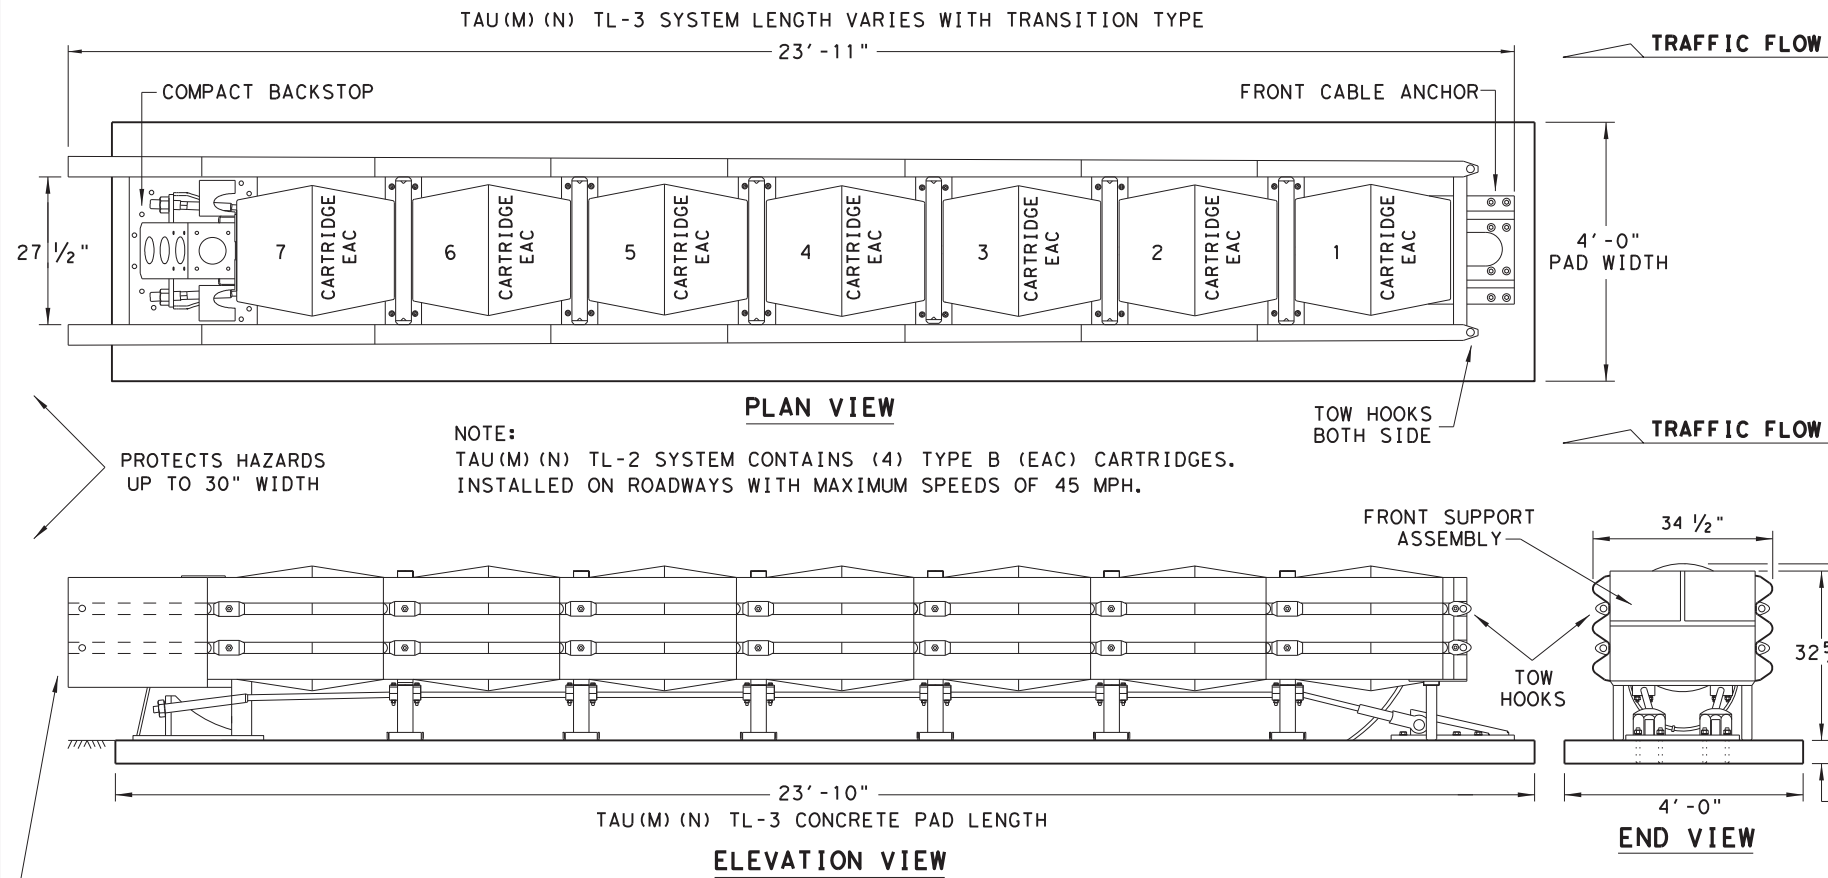 TAU(M)(N) TL-3 SYSTEM LENGTH VARIES WITH TRANSITION TYPE
23'-11"
TRAFFIC FLOW
COMPACT BACKSTOP
FRONT CABLE ANCHOR
27 ½"
7
CARTRIDGE
EAC
6
CARTRIDGE
EAC
5
CARTRIDGE
EAC
4
CARTRIDGE
EAC
3
CARTRIDGE
EAC
2
CARTRIDGE
EAC
1
CARTRIDGE
EAC
4'-0"
PAD WIDTH
PLAN VIEW
TOW HOOKS
BOTH SIDE
TRAFFIC FLOW
PROTECTS HAZARDS
UP TO 30" WIDTH
NOTE:
TAU(M)(N) TL-2 SYSTEM CONTAINS (4) TYPE B (EAC) CARTRIDGES.
INSTALLED ON ROADWAYS WITH MAXIMUM SPEEDS OF 45 MPH.
FRONT SUPPORT
ASSEMBLY
34 ½"
TOW
HOOKS
32
23'-10"
TAU(M)(N) TL-3 CONCRETE PAD LENGTH
ELEVATION VIEW
4'-0"
END VIEW